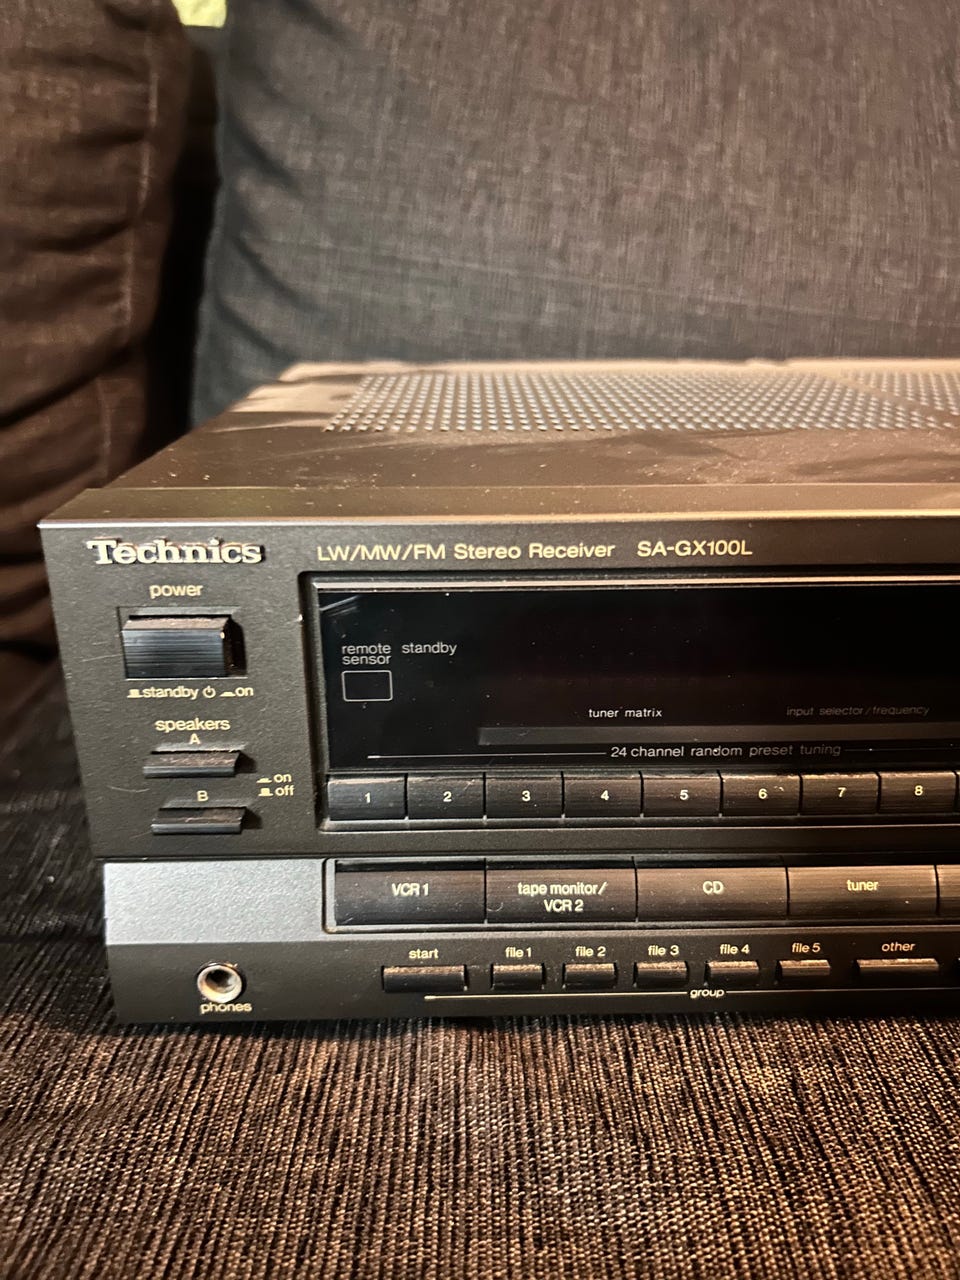 Technics
LW/MW/FM Stereo Receiver SA-GX100L
power
standby on
speakers
A
on
off
B
remote standby
sensor
tuner matrix
input selector/frequency
24 channel random preset tuning
1 2 3 4 5 6 7 8
VCR 1
tape monitor/
VCR 2
CD
tuner
start file 1 file 2 file 3 file 4 file 5 other
group
phones